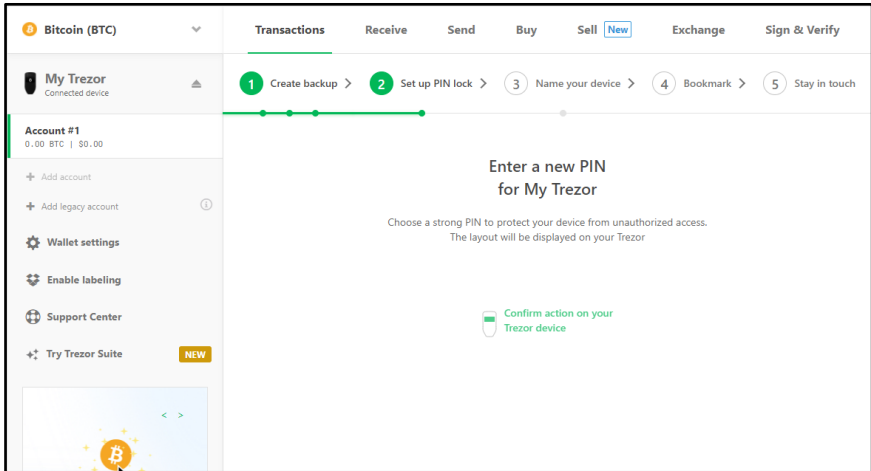 Bitcoin (BTC)
Transactions Receive Send Buy Sell New Exchange Sign & Verify
My Trezor
Connected device
1 Create backup > 2 Set up PIN lock > 3 Name your device > 4 Bookmark > 5 Stay in touch
Account #1
0.00 BTC | $0.00
+ Add account
+ Add legacy account
Wallet settings
Enable labeling
Support Center
Try Trezor Suite NEW
< >
Enter a new PIN
for My Trezor
Choose a strong PIN to protect your device from unauthorized access.
The layout will be displayed on your Trezor
Confirm action on your
Trezor device